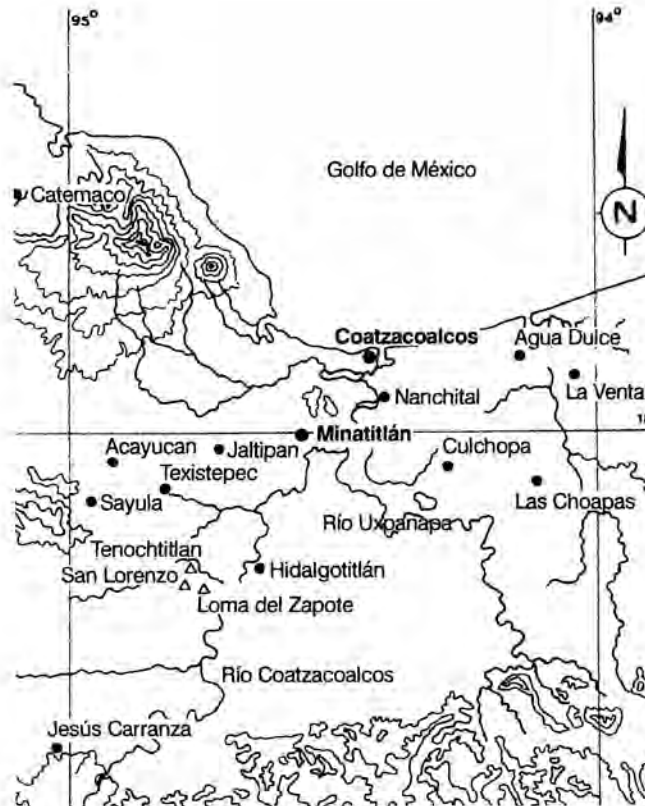 95°
94°
Golfo de México
Catemaco
N
Coatzacoalcos
Agua Dulce
Nanchital
La Venta
Minatitlán
Acayucan
Jaltipan
Culchopa
Texistepec
Sayula
Las Choapas
Río Uxpanapa
Tenochtitlan
San Lorenzo
Hidalgotitlán
Loma del Zapote
Río Coatzacoalcos
Jesús Carranza